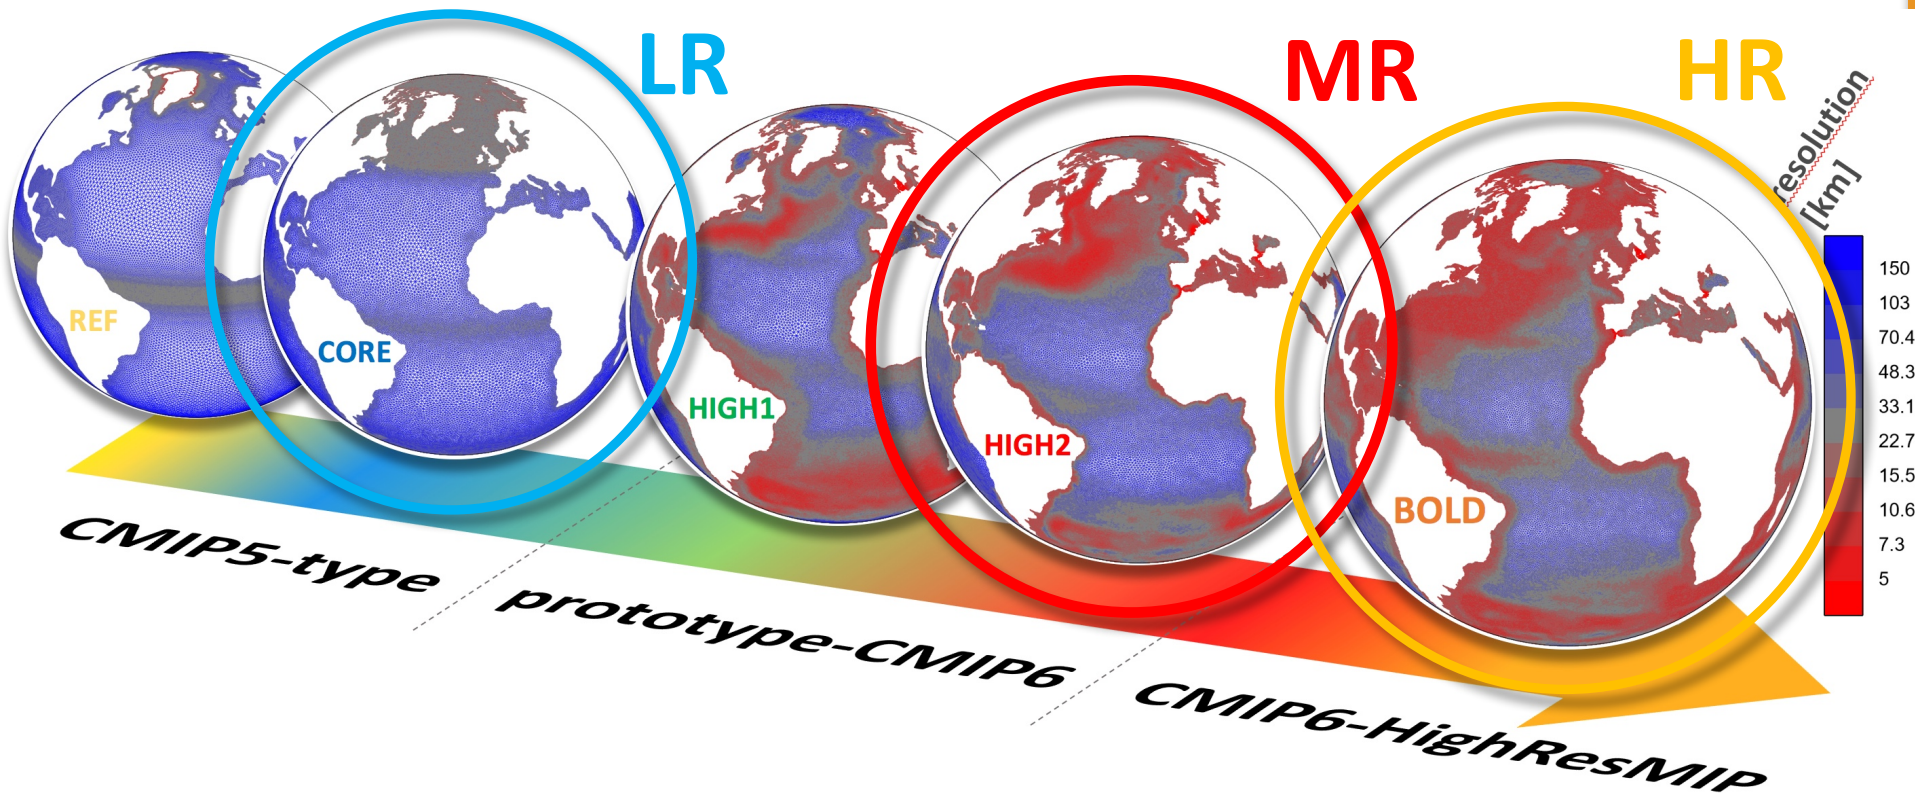 LR
MR
HR
resolution
[km]
REF
CORE
HIGH1
HIGH2
BOLD
150
103
70.4
48.3
33.1
22.7
15.5
10.6
7.3
5
CMIP5-type
prototype-CMIP6
CMIP6-HighResMIP